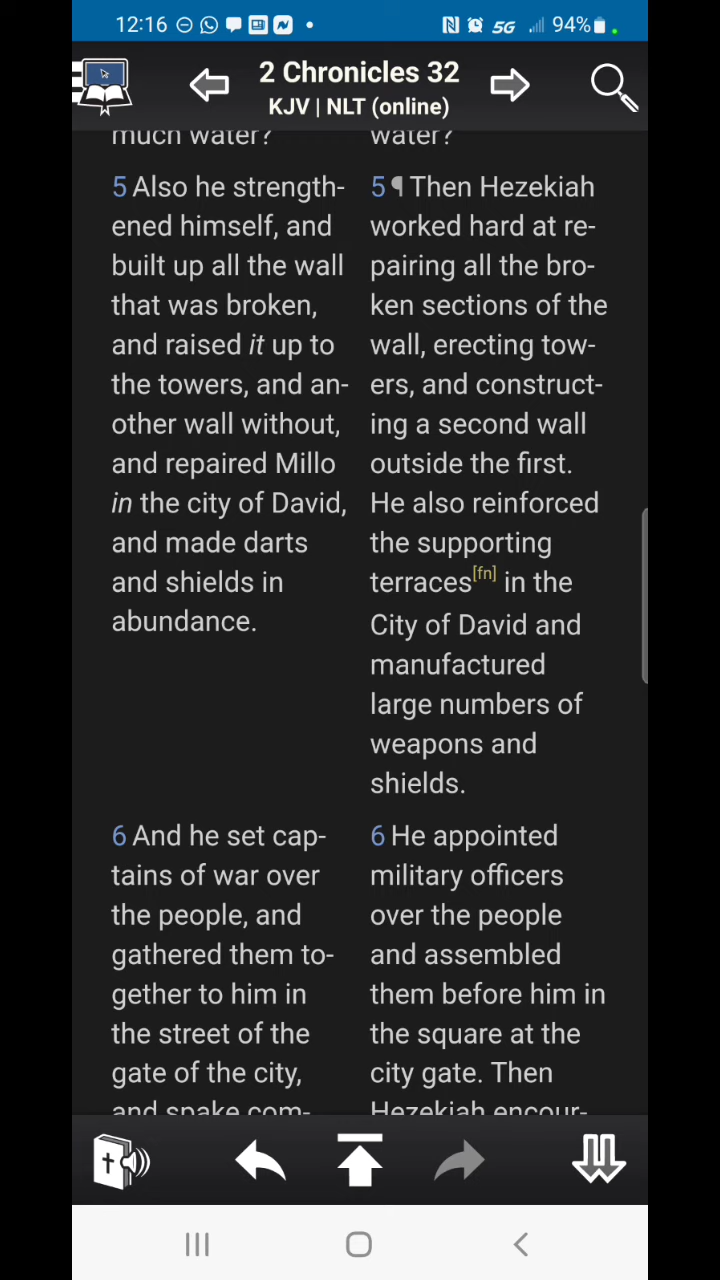 12:16
5G
94%
2 Chronicles 32
KJV | NLT (online)
much water?
5 Also he strength-
ened himself, and
built up all the wall
that was broken,
and raised it up to
the towers, and an-
other wall without,
and repaired Millo
in the city of David,
and made darts
and shields in
abundance.
6 And he set cap-
tains of war over
the people, and
gathered them to-
gether to him in
the street of the
gate of the city,
and spake com-
water?
5 ¶ Then Hezekiah
worked hard at re-
pairing all the bro-
ken sections of the
wall, erecting tow-
ers, and construct-
ing a second wall
outside the first.
He also reinforced
the supporting
terraces[fn] in the
City of David and
manufactured
large numbers of
weapons and
shields.
6 He appointed
military officers
over the people
and assembled
them before him in
the square at the
city gate. Then
Hezekiah encour-